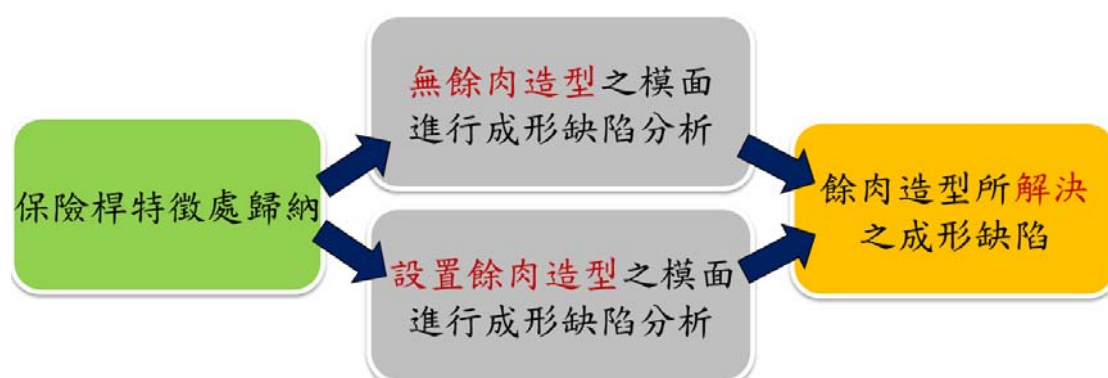 保險桿特徵處歸納
無餘肉造型之模面
進行成形缺陷分析
設置餘肉造型之模面
進行成形缺陷分析
餘肉造型所解決
之成形缺陷